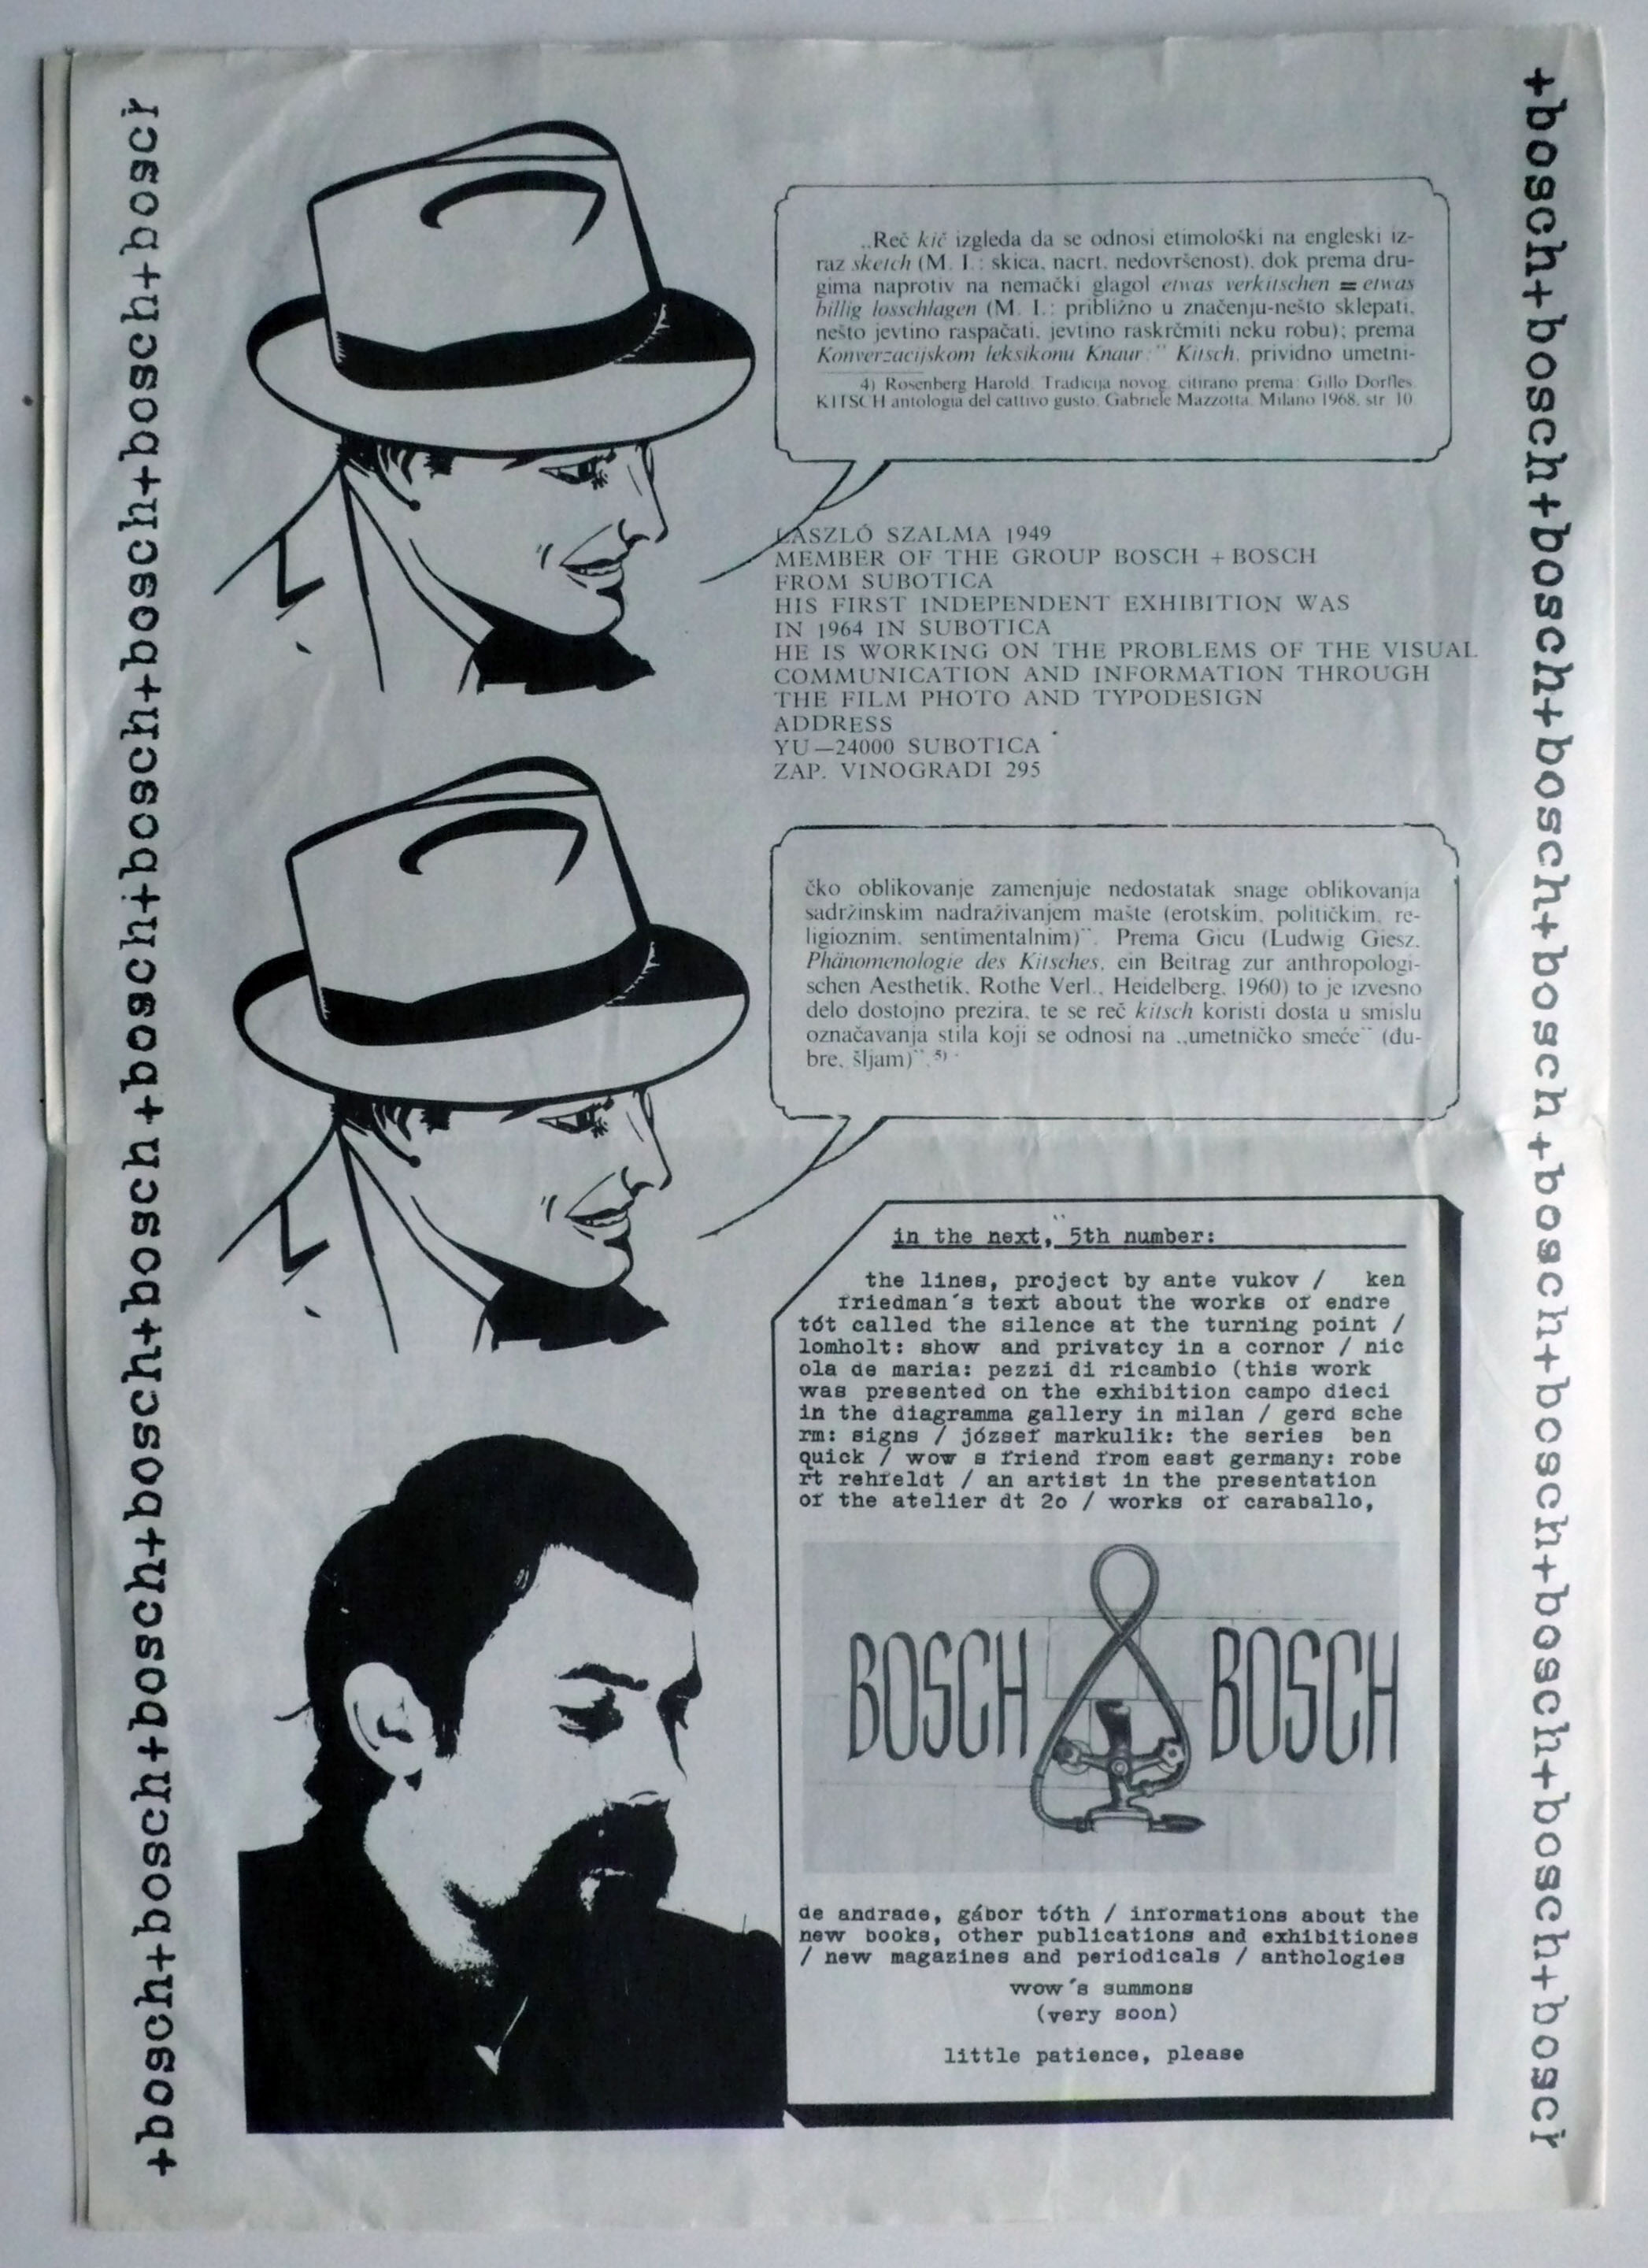 +bosch+bosch+bosch+bosch+bosch+bosch+bosch+bosch+bosch+bosch+bosch+bosch
„Reč kič izgleda da se odnosi etimološki na engleski iz-
raz sketch (M. I.: skica, nacrt, nedovršenost), dok prema dru-
gima naprotiv na nemački glagol etwas verkitschen = etwas
billig losschlagen (M. I.: približno u značenju-nešto sklepati,
nešto jevtino raspačati, jevtino raskrčmiti neku robu); prema
Konverzacijskom leksikonu Knaur:" Kitsch, prividno umetni-
4) Rosenberg Harold, Tradicija novog, citirano prema: Gillo Dorfles
KITSCH antologia del cattivo gusto, Gabriele Mazzotta, Milano 1968, str. 10
LÁSZLÓ SZALMA 1949
MEMBER OF THE GROUP BOSCH + BOSCH
FROM SUBOTICA
HIS FIRST INDEPENDENT EXHIBITION WAS
IN 1964 IN SUBOTICA
HE IS WORKING ON THE PROBLEMS OF THE VISUAL
COMMUNICATION AND INFORMATION THROUGH
THE FILM PHOTO AND TYPODESIGN
ADDRESS
YU—24000 SUBOTICA
ZAP. VINOGRADI 295
čko oblikovanje zamenjuje nedostatak snage oblikovanja
sadržinskim nadraživanjem mašte (erotskim, političkim, re-
ligioznim, sentimentalnim)". Prema Gicu (Ludwig Giesz,
Phänomenologie des Kitsches, ein Beitrag zur anthropologi-
schen Aesthetik, Rothe Verl., Heidelberg, 1960) to je izvesno
delo dostojno prezira, te se reč kitsch koristi dosta u smislu
označavanja stila koji se odnosi na „umetničko smeće" (đu-
bre, šljam)".5)
in the next, 5th number:
the lines, project by ante vukov / ken
friedman's text about the works of endre
tót called the silence at the turning point /
lomholt: show and privatcy in a cornor / nic
ola de maria: pezzi di ricambio (this work
was presented on the exhibition campo dieci
in the diagramma gallery in milan / gerd sche
rm: signs / józsef markulik: the series ben
quick / wow s friend from east germany: robe
rt rehfeldt / an artist in the presentation
of the atelier dt 2o / works of caraballo,
BOSCH BOSCH
de andrade, gábor tóth / informations about the
new books, other publications and exhibitiones
/ new magazines and periodicals / anthologies
wow's summons
(very soon)
little patience, please
+bosch+bosch+bosch+bosch+bosch+bosch+bosch+bosch+bosch+bosch+bosch+bosch